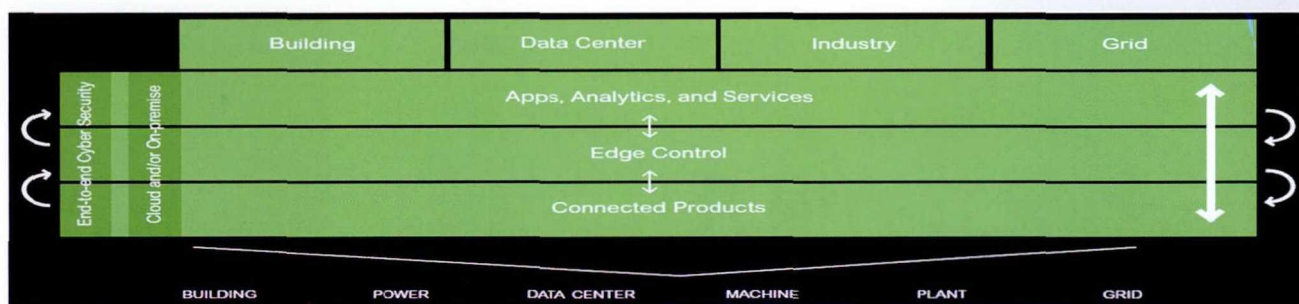 Building Data Center Industry Grid
End-to-end Cyber Security
Cloud and/or On-premise
Apps, Analytics, and Services
Edge Control
Connected Products
BUILDING POWER DATA CENTER MACHINE PLANT GRID